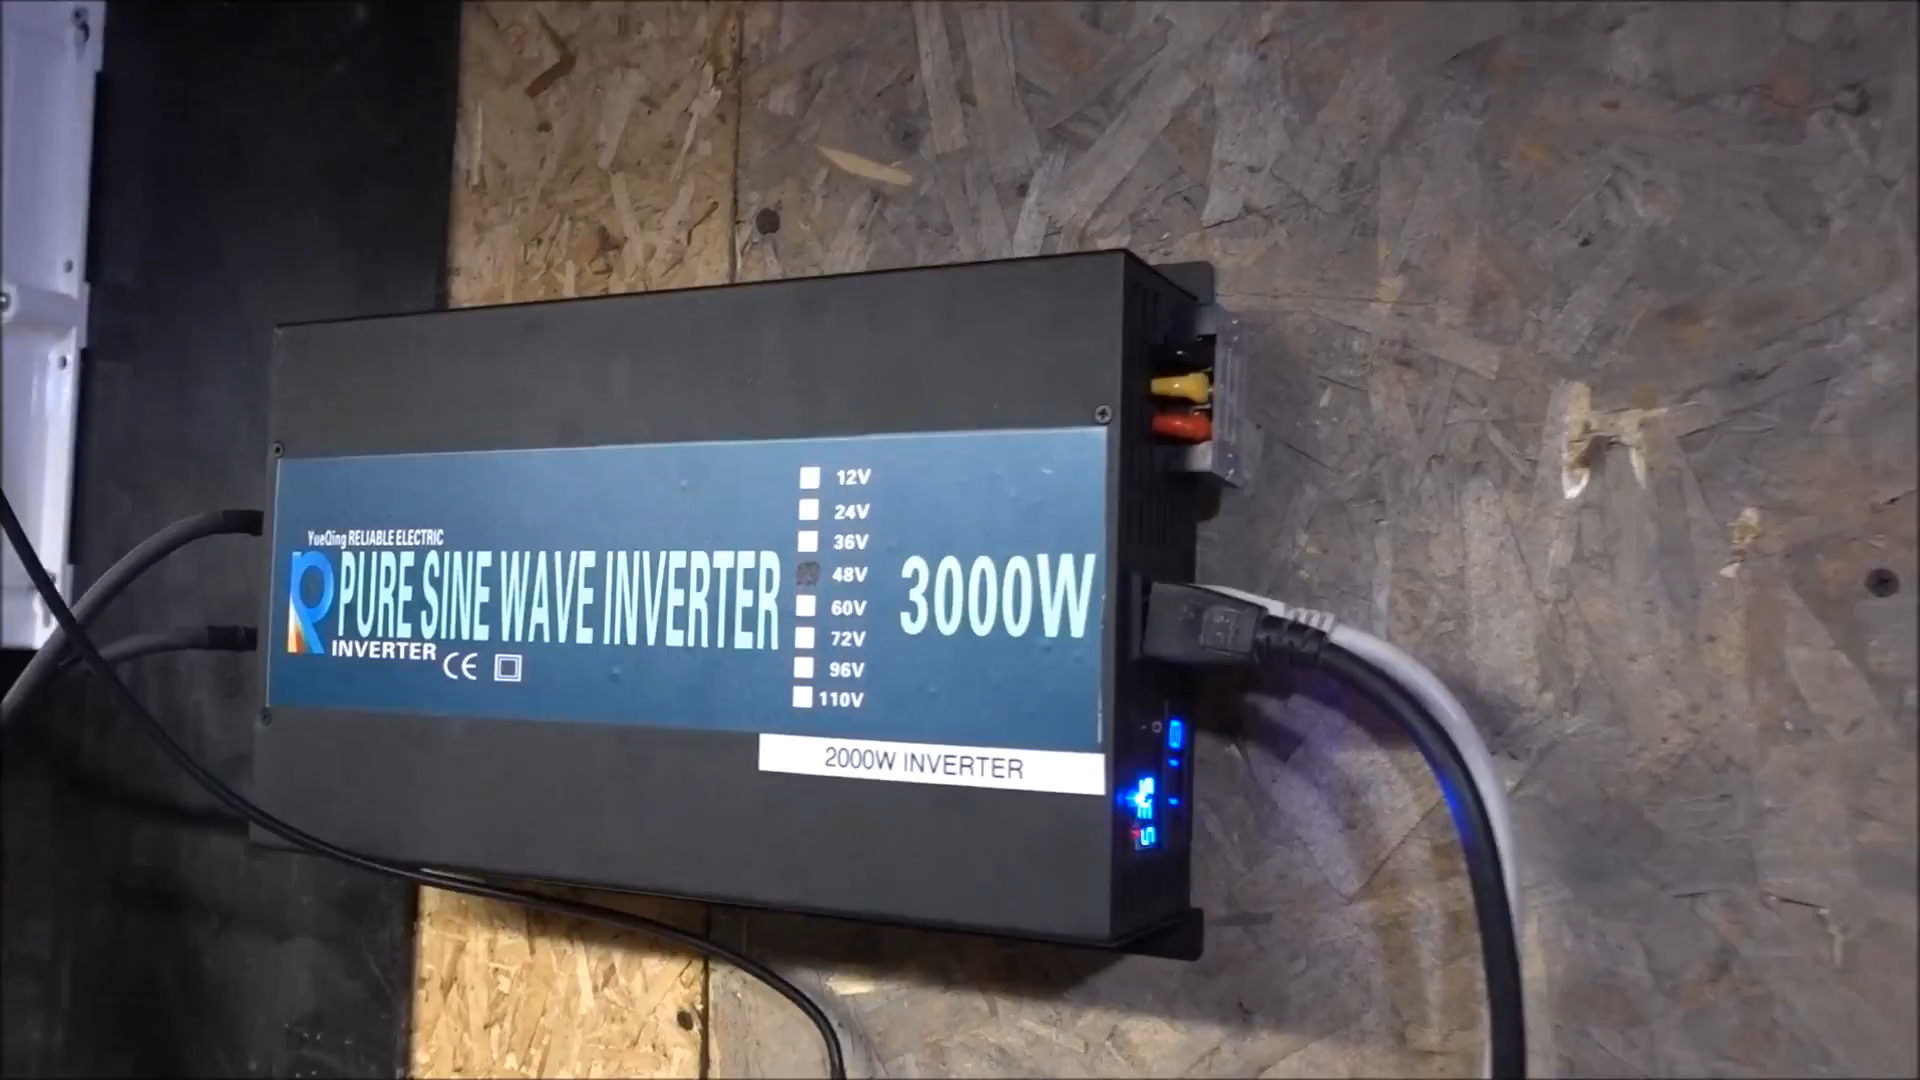 YueQing RELIABLE ELECTRIC
PURE SINE WAVE INVERTER
INVERTER CE
12V
24V
36V
48V
60V
72V
96V
110V
3000W
2000W INVERTER